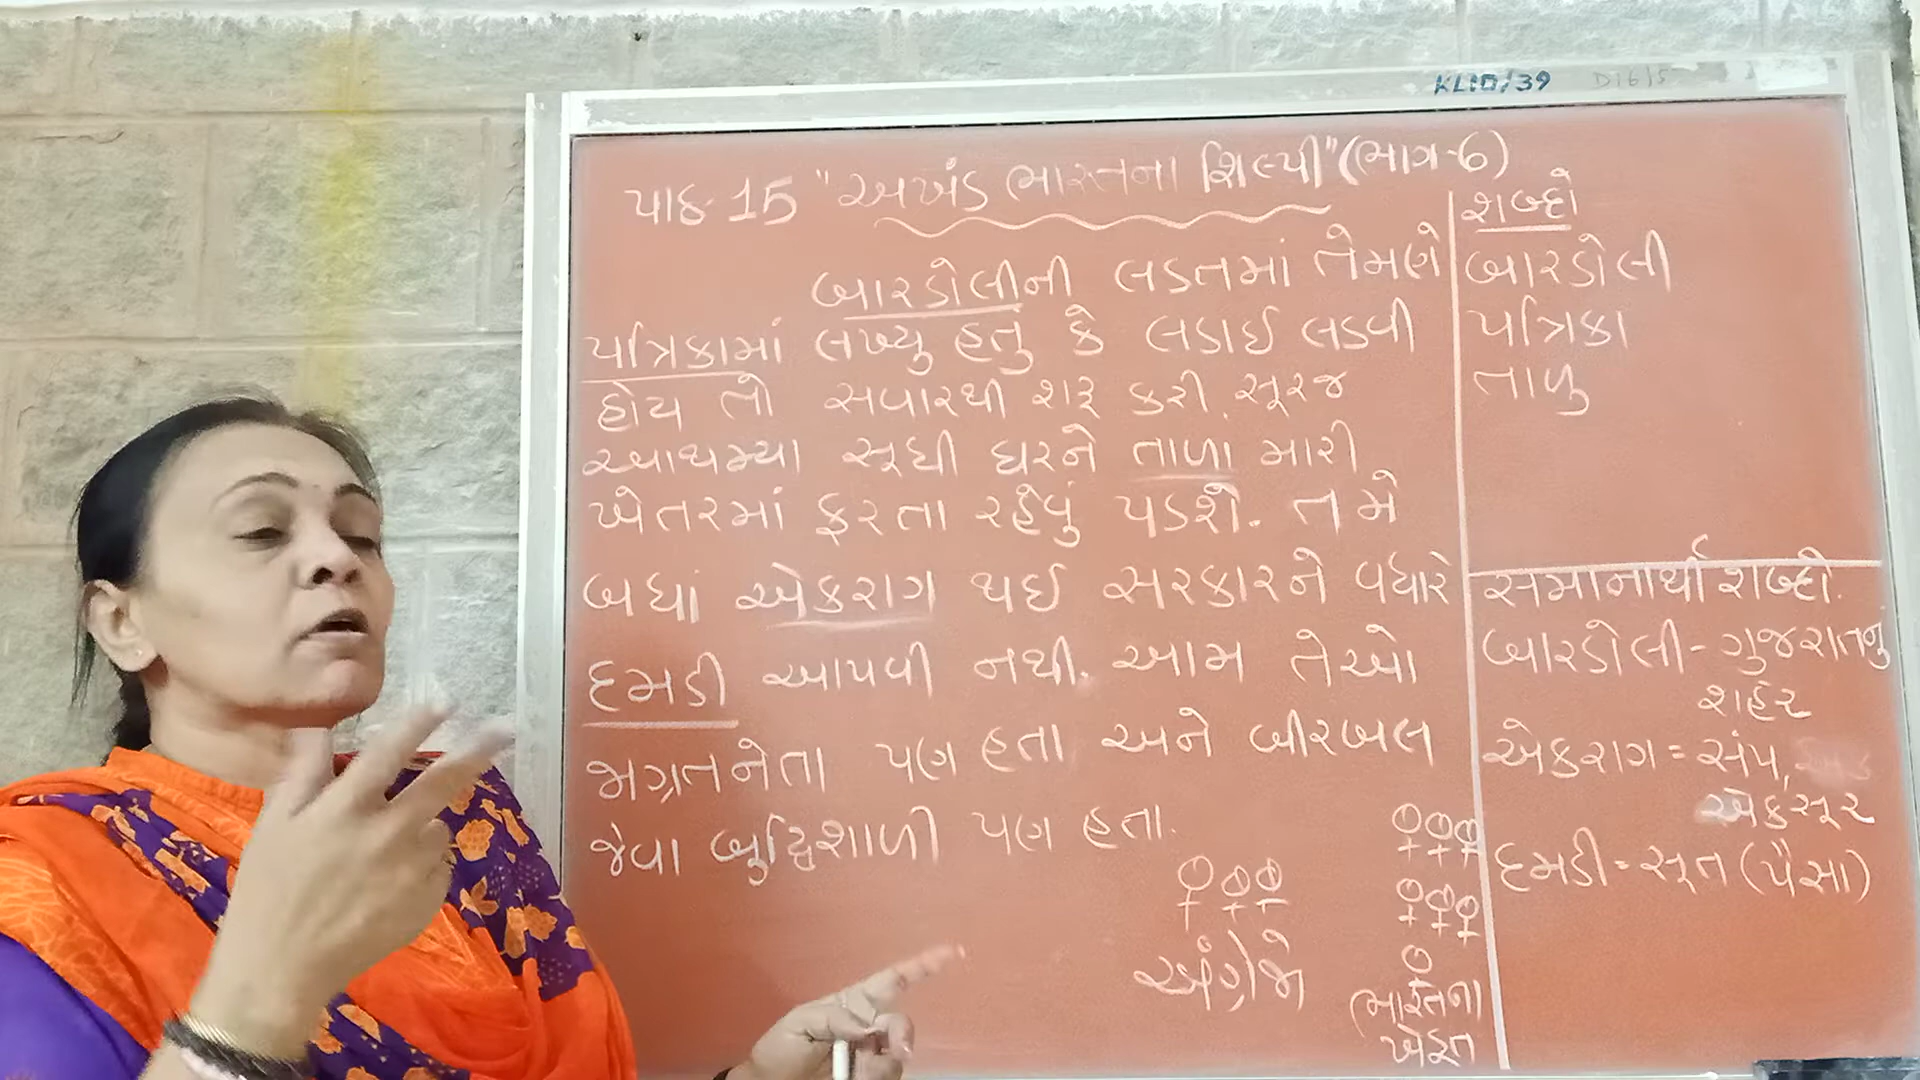 KL10/39
D16/5
પાઠ-15 "અખંડ ભારતના શિલ્પી" (ભાગ-6)
બારડોલીની લડતમાં તેમણે
પત્રિકામાં લખ્યુ હતું કે લડાઈ લડવી
હોય તો સવારથી શરૂ કરી, સૂરજ
આથમ્યા સૂધી ઘરને તાળા મારી
ખેતરમાં ફરતા રહેવું પડશે. તમે
બધાં એકરાગ થઈ સરકારને વધારે
દમડી આપવી નથી. આમ તેઓ
જાગ્રતનેતા પણ હતા અને બીરબલ
જેવા બુદ્ધિશાળી પણ હતા.
અંગ્રેજો
ભારતના
ખેડૂત
શબ્દો
બારડોલી
પત્રિકા
તાળુ
સમાનાર્થી શબ્દો.
બારડોલી - ગુજરાતનુ
શહેર
એકરાગ = સંપ,
એકસૂર
દમડી = સૂત (પૈસા)